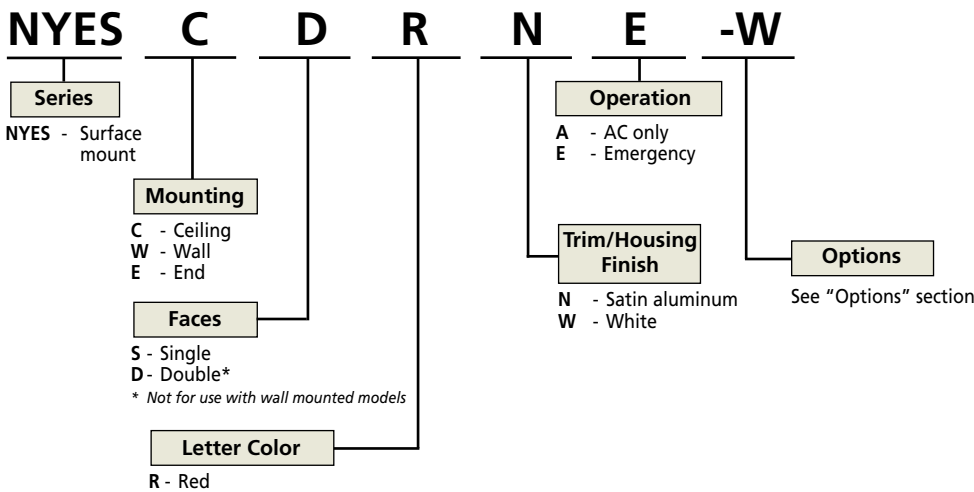 NYES C D R N E -W
Series
NYES - Surface
mount
Operation
A - AC only
E - Emergency
Mounting
C - Ceiling
W - Wall
E - End
Trim/Housing
Finish
N - Satin aluminum
W - White
Options
See “Options” section
Faces
S - Single
D - Double*
* Not for use with wall mounted models
Letter Color
R - Red